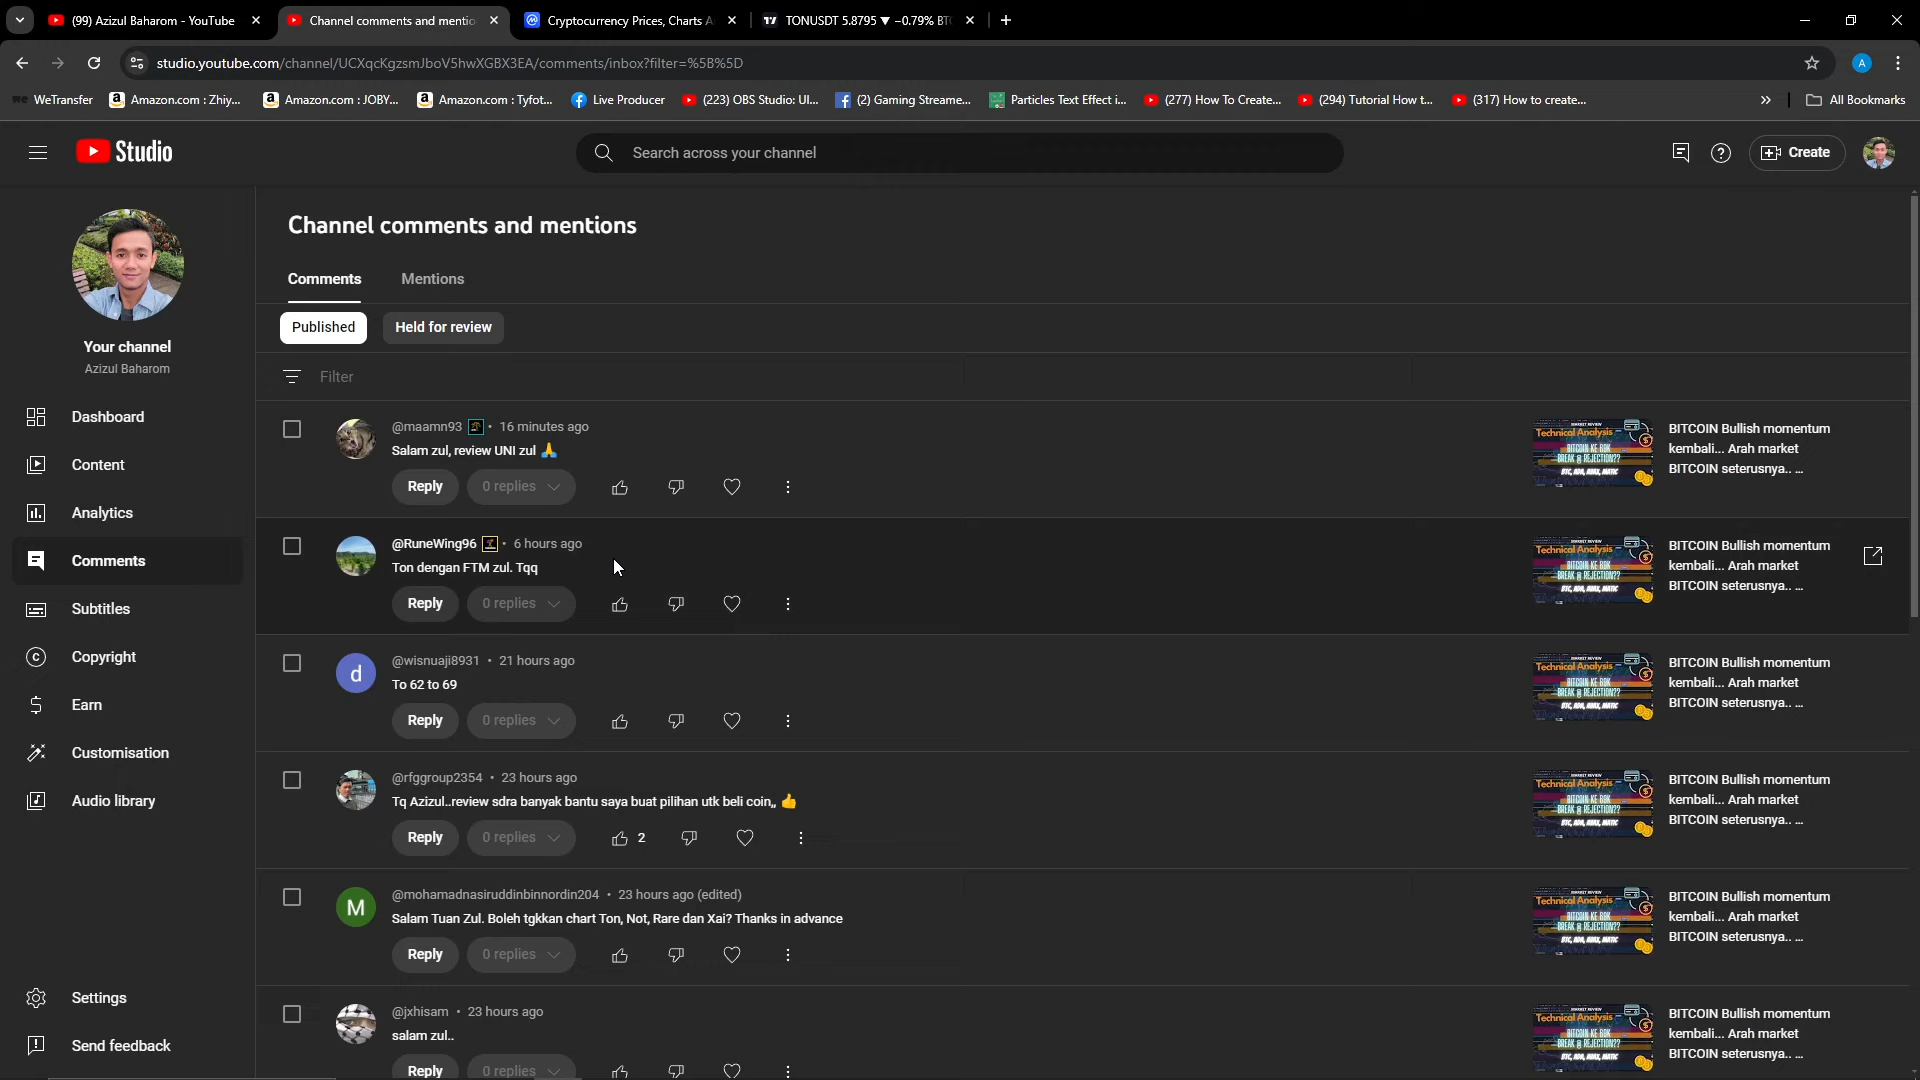 (99) Azizul Baharom - YouTube
Channel comments and mentio
Cryptocurrency Prices, Charts A
TONUSDT 5.8795 ▼ −0.79% BTC
studio.youtube.com/channel/UCXqcKgzsmJboV5hwXGBX3EA/comments/inbox?filter=%5B%5D
A
we WeTransfer
Amazon.com : Zhiy...
Amazon.com : JOBY...
Amazon.com : Tyfot...
Live Producer
(223) OBS Studio: Ul...
(2) Gaming Streame...
Particles Text Effect i...
(277) How To Create...
(294) Tutorial How t...
(317) How to create...
All Bookmarks
Studio
Search across your channel
Create
Your channel
Azizul Baharom
Dashboard
Content
Analytics
Comments
Subtitles
Copyright
Earn
Customisation
Audio library
Settings
Send feedback
Channel comments and mentions
Comments
Mentions
Published
Held for review
Filter
@maamn93 • 16 minutes ago
Salam zul, review UNI zul 🙏
Reply
0 replies
BITCOIN Bullish momentum
kembali... Arah market
BITCOIN seterusnya.. ...
@RuneWing96 • 6 hours ago
Ton dengan FTM zul. Tqq
Reply
0 replies
BITCOIN Bullish momentum
kembali... Arah market
BITCOIN seterusnya.. ...
d
@wisnuaji8931 • 21 hours ago
To 62 to 69
Reply
0 replies
BITCOIN Bullish momentum
kembali... Arah market
BITCOIN seterusnya.. ...
@rfggroup2354 • 23 hours ago
Tq Azizul..review sdra banyak bantu saya buat pilihan utk beli coin,, 👍
Reply
0 replies
2
BITCOIN Bullish momentum
kembali... Arah market
BITCOIN seterusnya.. ...
M
@mohamadnasiruddinbinnordin204 • 23 hours ago (edited)
Salam Tuan Zul. Boleh tgkkan chart Ton, Not, Rare dan Xai? Thanks in advance
Reply
0 replies
BITCOIN Bullish momentum
kembali... Arah market
BITCOIN seterusnya.. ...
@jxhisam • 23 hours ago
salam zul..
Reply
0 replies
BITCOIN Bullish momentum
kembali... Arah market
BITCOIN seterusnya.. ...